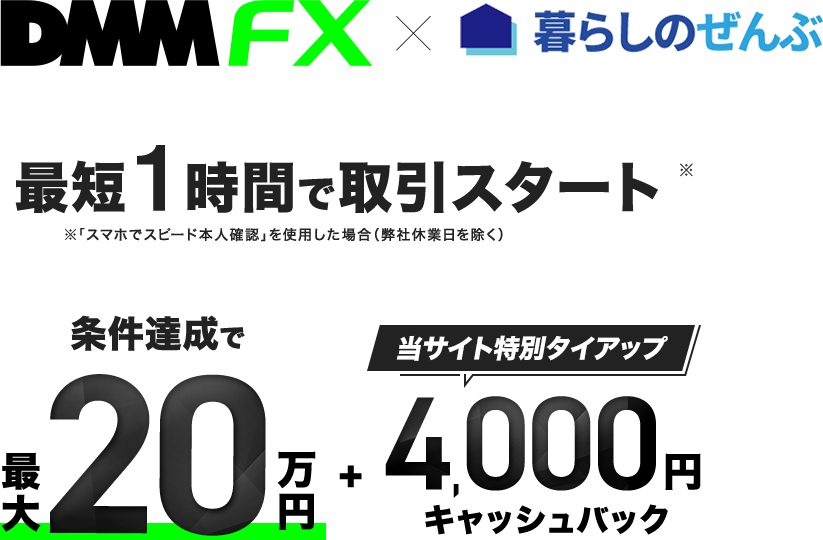 DMM FX × 暮らしのぜんぶ
最短1時間で取引スタート ※
※「スマホでスピード本人確認」を使用した場合（弊社休業日を除く）
条件達成で
最大20万円
+
当サイト特別タイアップ
4,000円
キャッシュバック